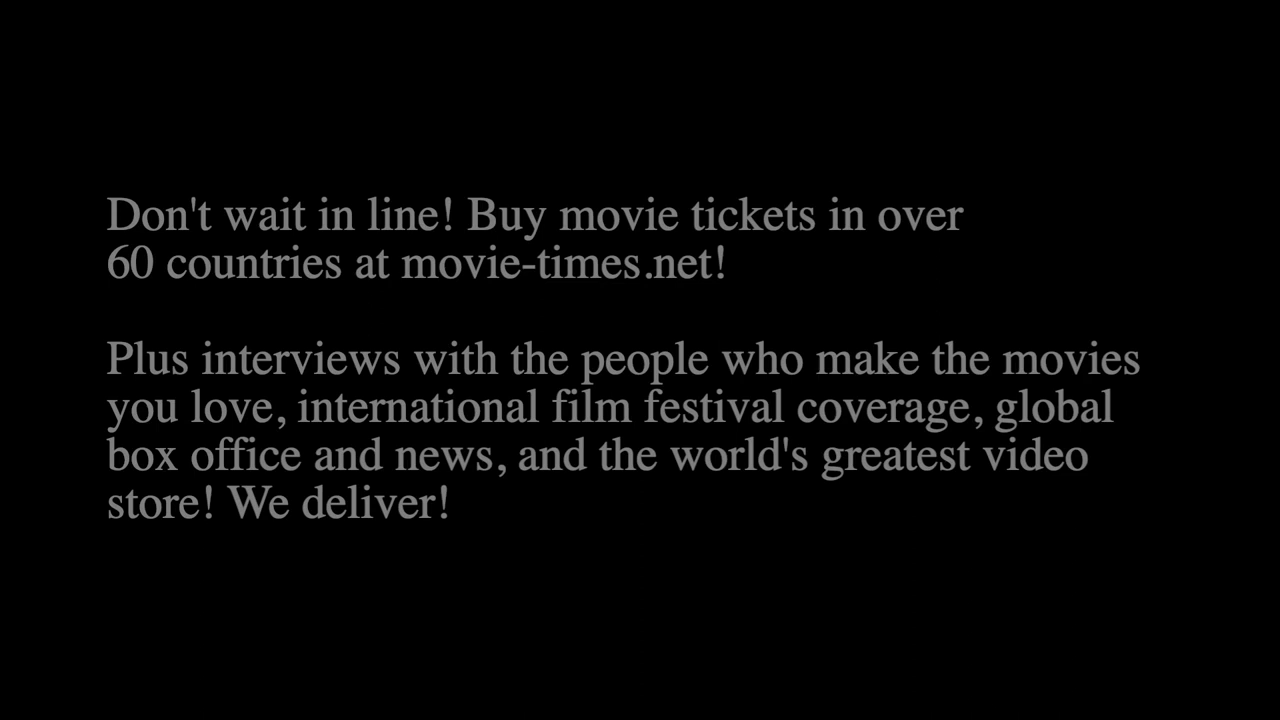 Don't wait in line! Buy movie tickets in over
60 countries at movie-times.net!
Plus interviews with the people who make the movies
you love, international film festival coverage, global
box office and news, and the world's greatest video
store! We deliver!